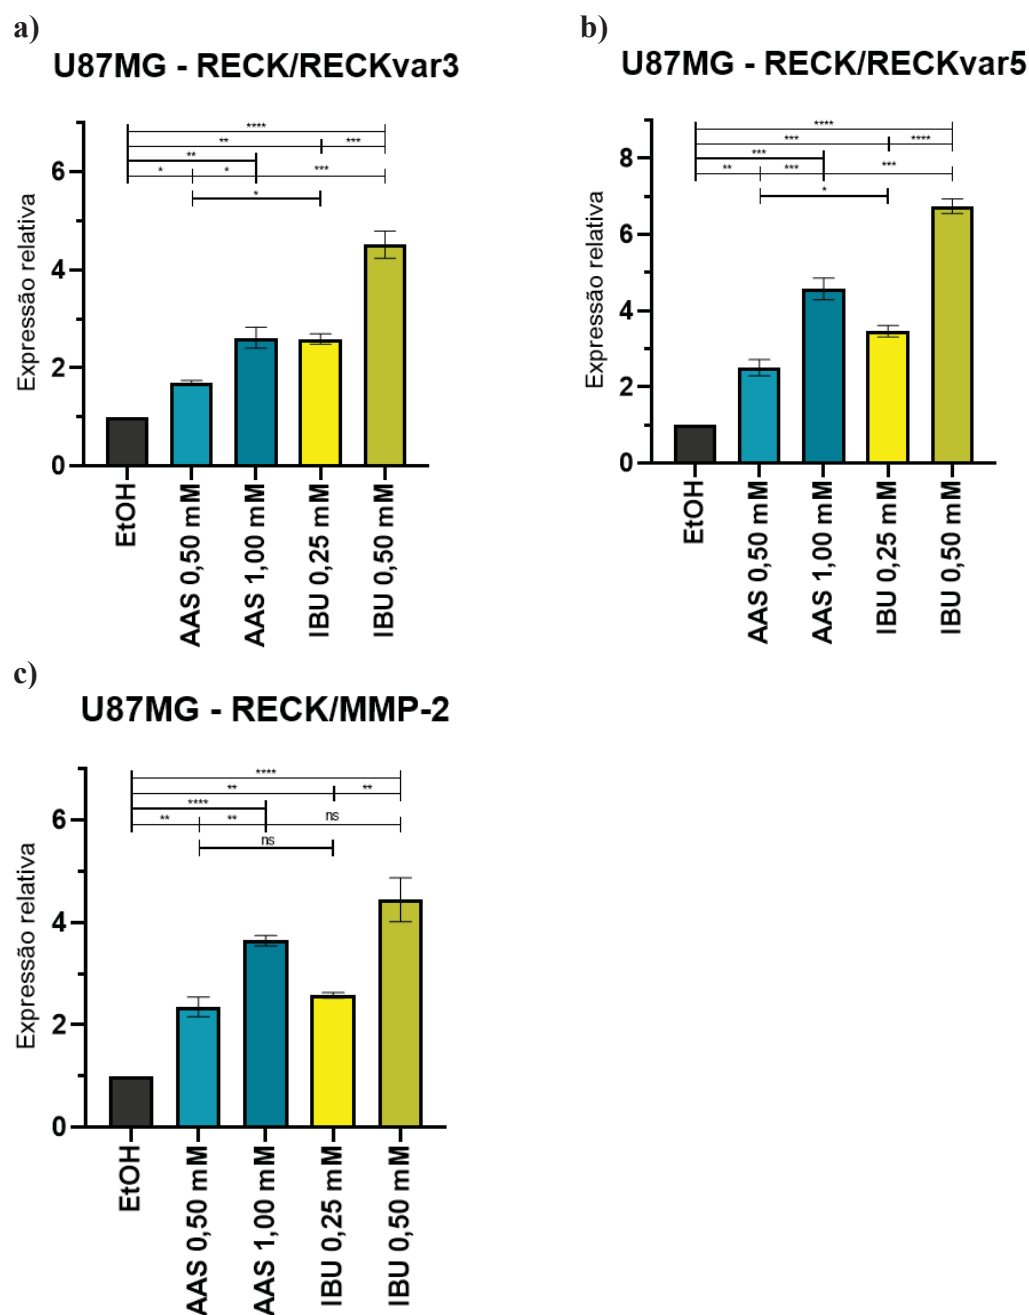 a)
U87MG - RECK/RECKvar3
****
** ***
**
* * ***
*
Expressão relativa
6
4
2
0
EtOH
AAS 0,50 mM
AAS 1,00 mM
IBU 0,25 mM
IBU 0,50 mM
b)
U87MG - RECK/RECKvar5
****
*** ****
***
** *** ***
*
Expressão relativa
8
6
4
2
0
EtOH
AAS 0,50 mM
AAS 1,00 mM
IBU 0,25 mM
IBU 0,50 mM
c)
U87MG - RECK/MMP-2
****
** **
****
** ** ns
ns
Expressão relativa
6
4
2
0
EtOH
AAS 0,50 mM
AAS 1,00 mM
IBU 0,25 mM
IBU 0,50 mM